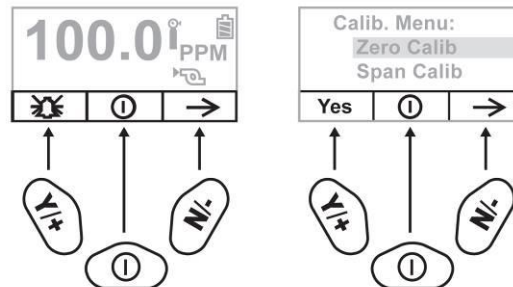 100.0 PPM
Y/+
N/-
Calib. Menu:
Zero Calib
Span Calib
Yes
Y/+
N/-